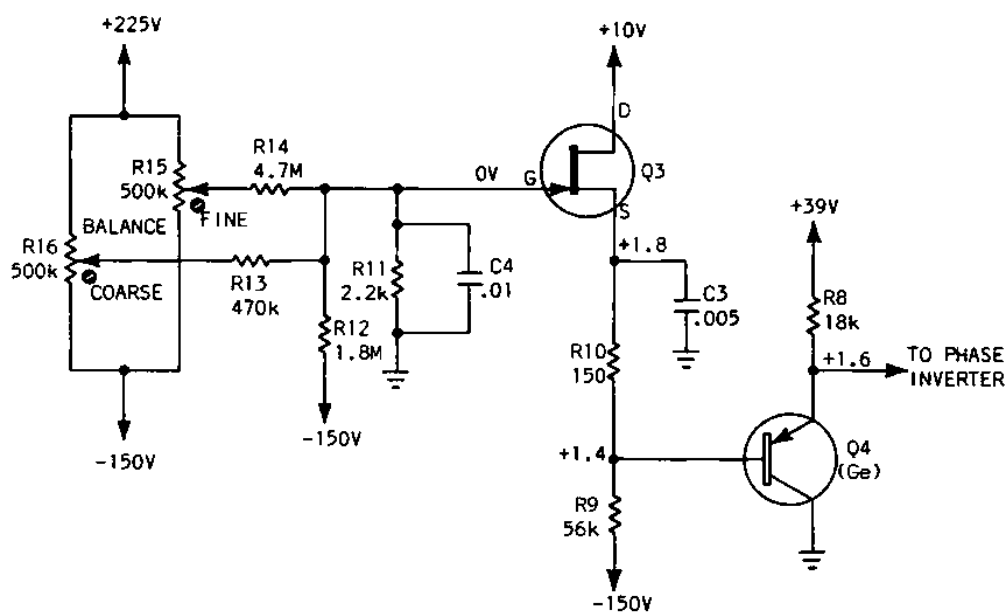 +225V
+10V
R14
4.7M
R15
500k
FINE
BALANCE
R16
500k
COARSE
R13
470k
-150V
R12
1.8M
-150V
R11
2.2k
C4
.01
0V
G
D
S
Q3
+1.8
C3
.005
R10
150
+1.4
R9
56k
-150V
+39V
R8
18k
+1.6
TO PHASE
INVERTER
Q4
(Ge)